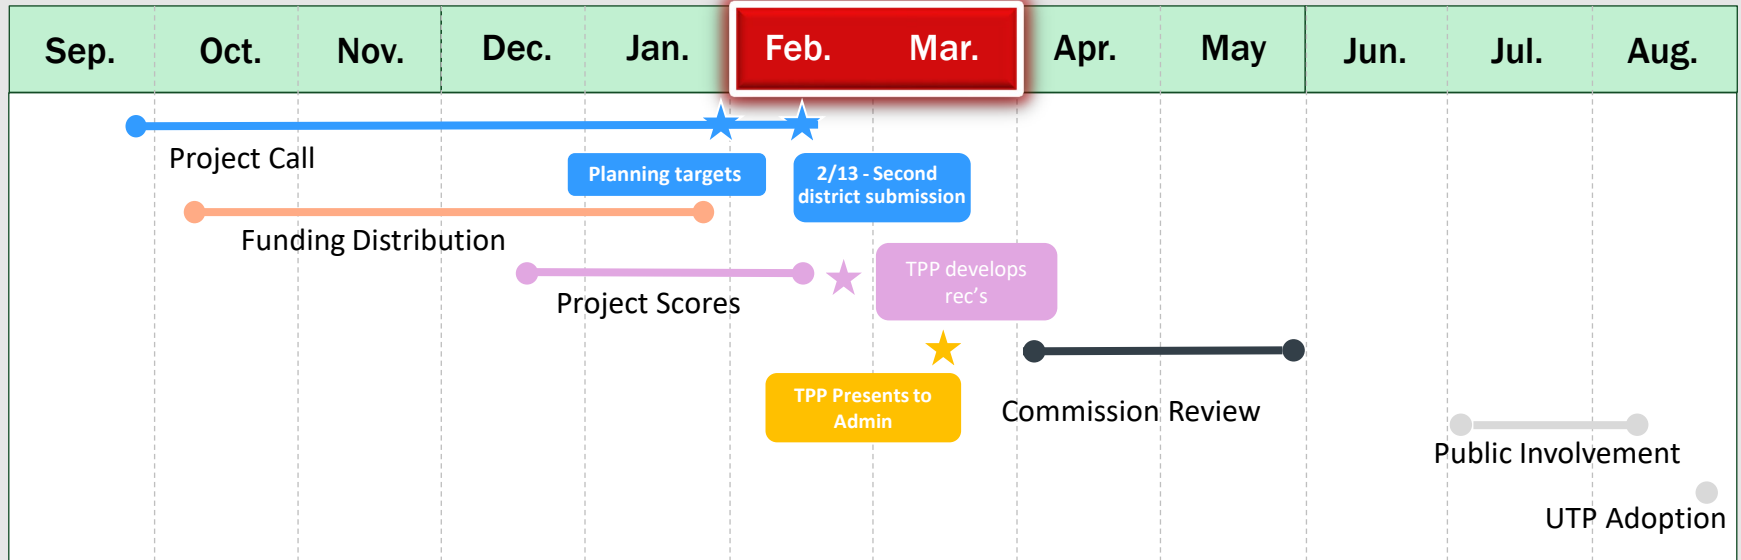 Sep. Oct. Nov. Dec. Jan. Feb. Mar. Apr. May Jun. Jul. Aug.
Project Call
Planning targets
2/13 - Second
district submission
Funding Distribution
TPP develops
rec's
Project Scores
TPP Presents to
Admin
Commission Review
Public Involvement
UTP Adoption